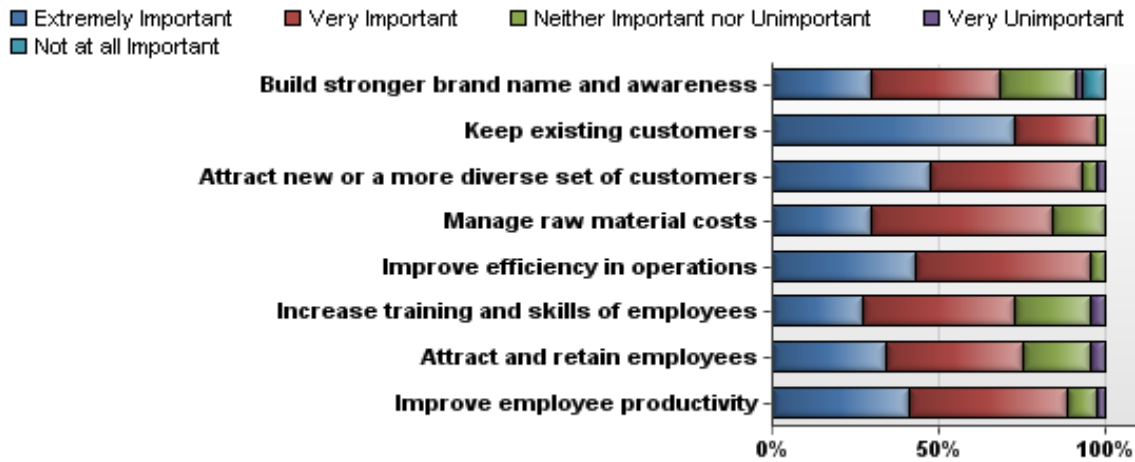 Extremely Important Very Important Neither Important nor Unimportant Very Unimportant
Not at all Important
Build stronger brand name and awareness
Keep existing customers
Attract new or a more diverse set of customers
Manage raw material costs
Improve efficiency in operations
Increase training and skills of employees
Attract and retain employees
Improve employee productivity
0% 50% 100%